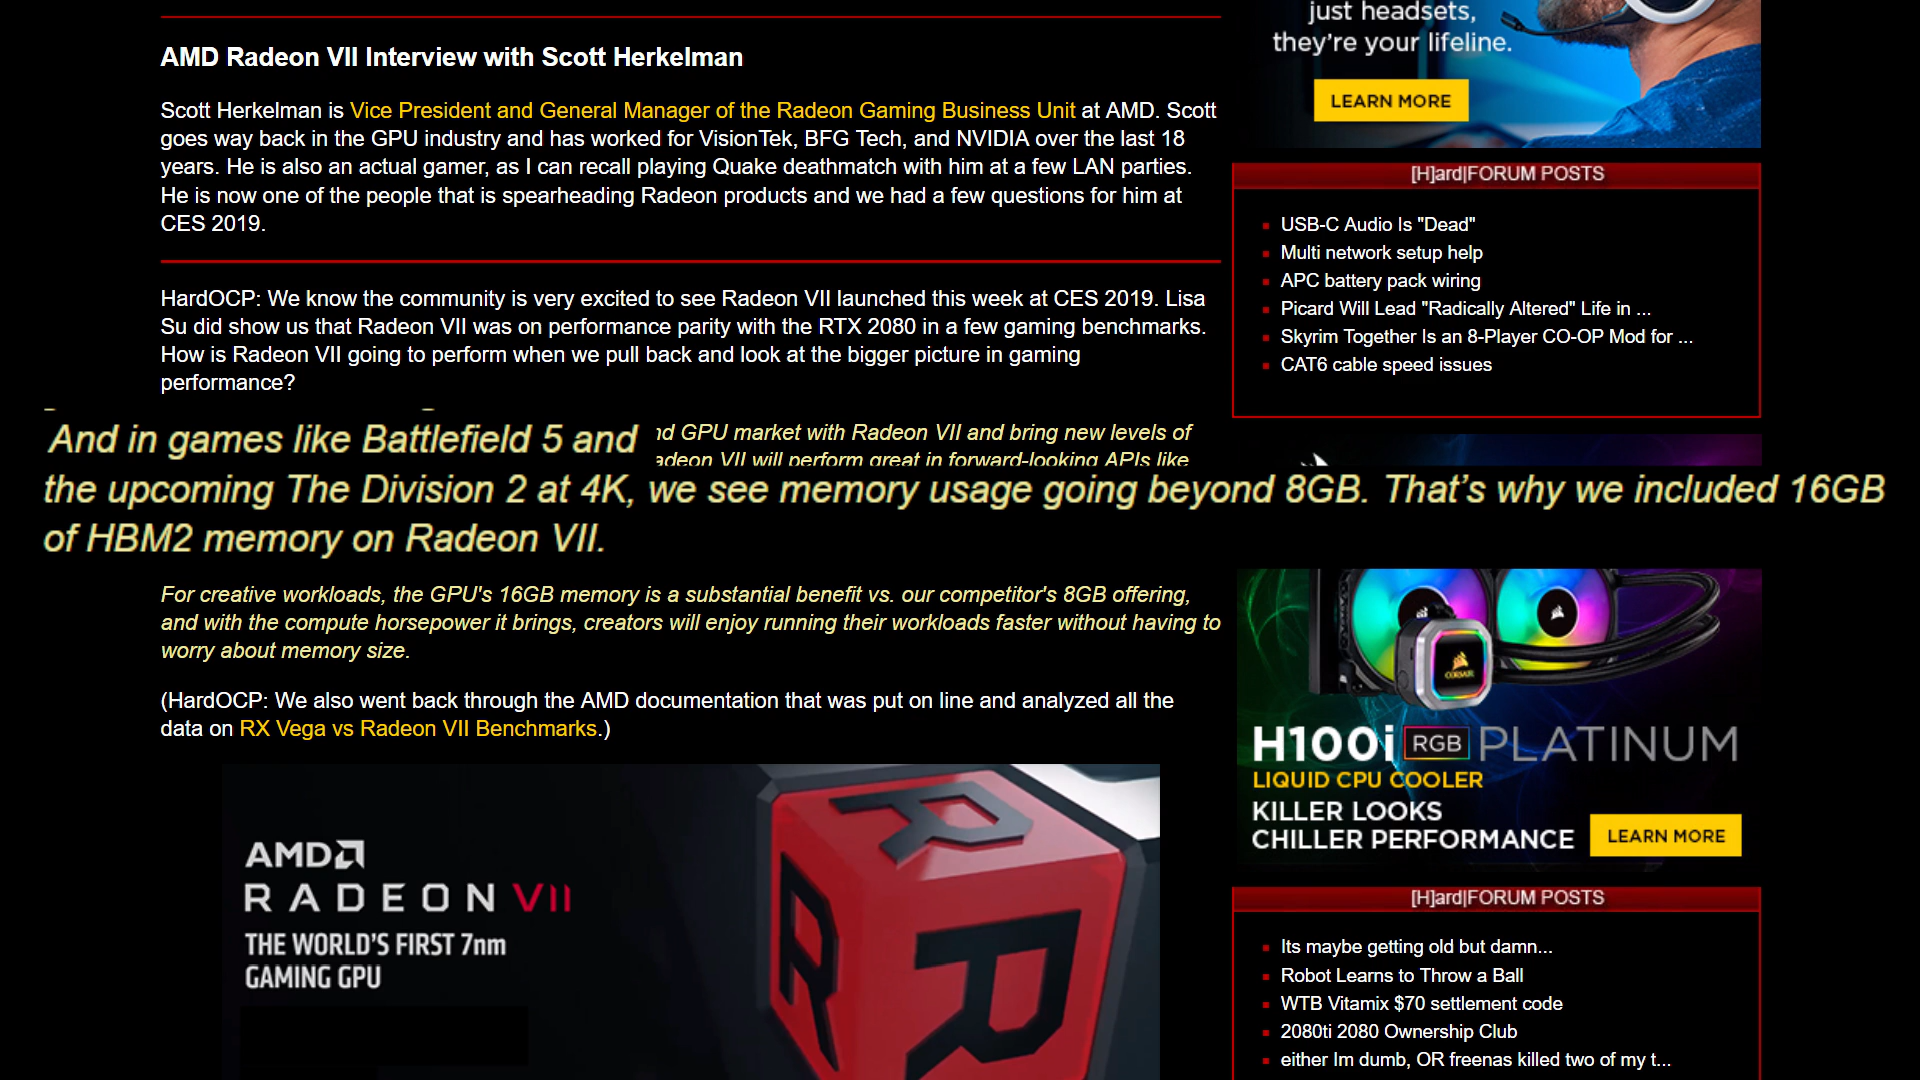 AMD Radeon VII Interview with Scott Herkelman
Scott Herkelman is Vice President and General Manager of the Radeon Gaming Business Unit at AMD. Scott
goes way back in the GPU industry and has worked for VisionTek, BFG Tech, and NVIDIA over the last 18
years. He is also an actual gamer, as I can recall playing Quake deathmatch with him at a few LAN parties.
He is now one of the people that is spearheading Radeon products and we had a few questions for him at
CES 2019.
HardOCP: We know the community is very excited to see Radeon VII launched this week at CES 2019. Lisa
Su did show us that Radeon VII was on performance parity with the RTX 2080 in a few gaming benchmarks.
How is Radeon VII going to perform when we pull back and look at the bigger picture in gaming
performance?
GPU market with Radeon VII and bring new levels of
VII will perform great in forward-looking APIs like
And in games like Battlefield 5 and
the upcoming The Division 2 at 4K, we see memory usage going beyond 8GB. That's why we included 16GB
of HBM2 memory on Radeon VII.
For creative workloads, the GPU's 16GB memory is a substantial benefit vs. our competitor's 8GB offering,
and with the compute horsepower it brings, creators will enjoy running their workloads faster without having to
worry about memory size.
(HardOCP: We also went back through the AMD documentation that was put on line and analyzed all the
data on RX Vega vs Radeon VII Benchmarks.)
AMD
RADEON VII
THE WORLD'S FIRST 7nm
GAMING GPU
R
R
R
just headsets,
they're your lifeline.
LEARN MORE
[H]ard|FORUM POSTS
USB-C Audio Is "Dead"
Multi network setup help
APC battery pack wiring
Picard Will Lead "Radically Altered" Life in ...
Skyrim Together Is an 8-Player CO-OP Mod for ...
CAT6 cable speed issues
CORSAIR
H100i RGB PLATINUM
LIQUID CPU COOLER
KILLER LOOKS
CHILLER PERFORMANCE
LEARN MORE
[H]ard|FORUM POSTS
Its maybe getting old but damn...
Robot Learns to Throw a Ball
WTB Vitamix $70 settlement code
2080ti 2080 Ownership Club
either Im dumb, OR freenas killed two of my t...